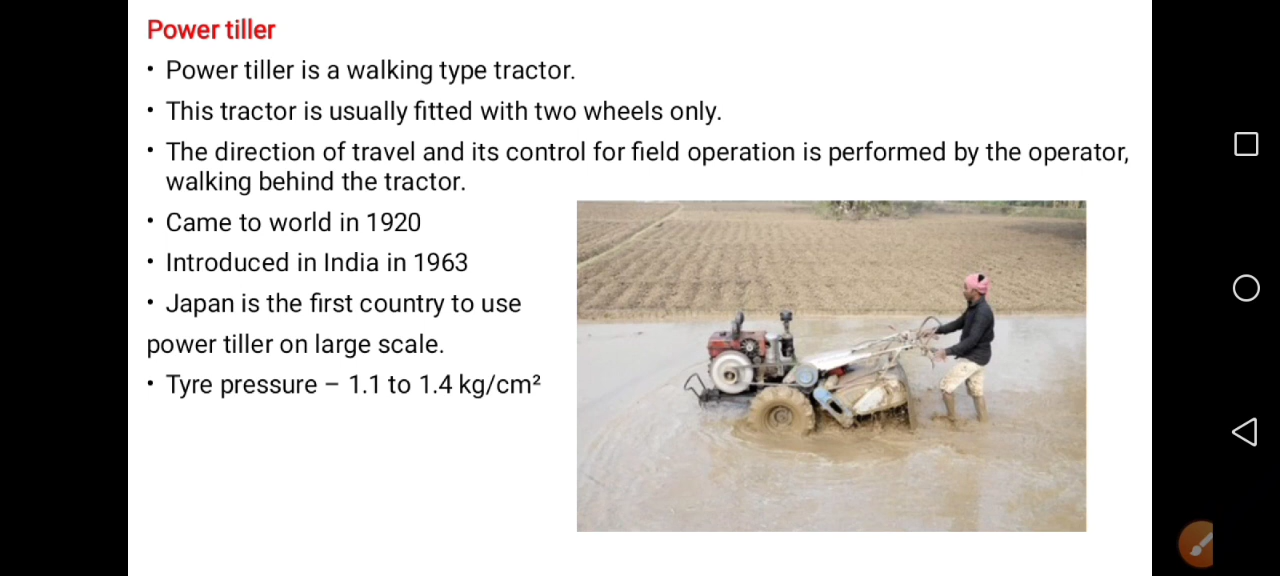 Power tiller
• Power tiller is a walking type tractor.
• This tractor is usually fitted with two wheels only.
• The direction of travel and its control for field operation is performed by the operator,
walking behind the tractor.
• Came to world in 1920
• Introduced in India in 1963
• Japan is the first country to use
power tiller on large scale.
• Tyre pressure – 1.1 to 1.4 kg/cm²